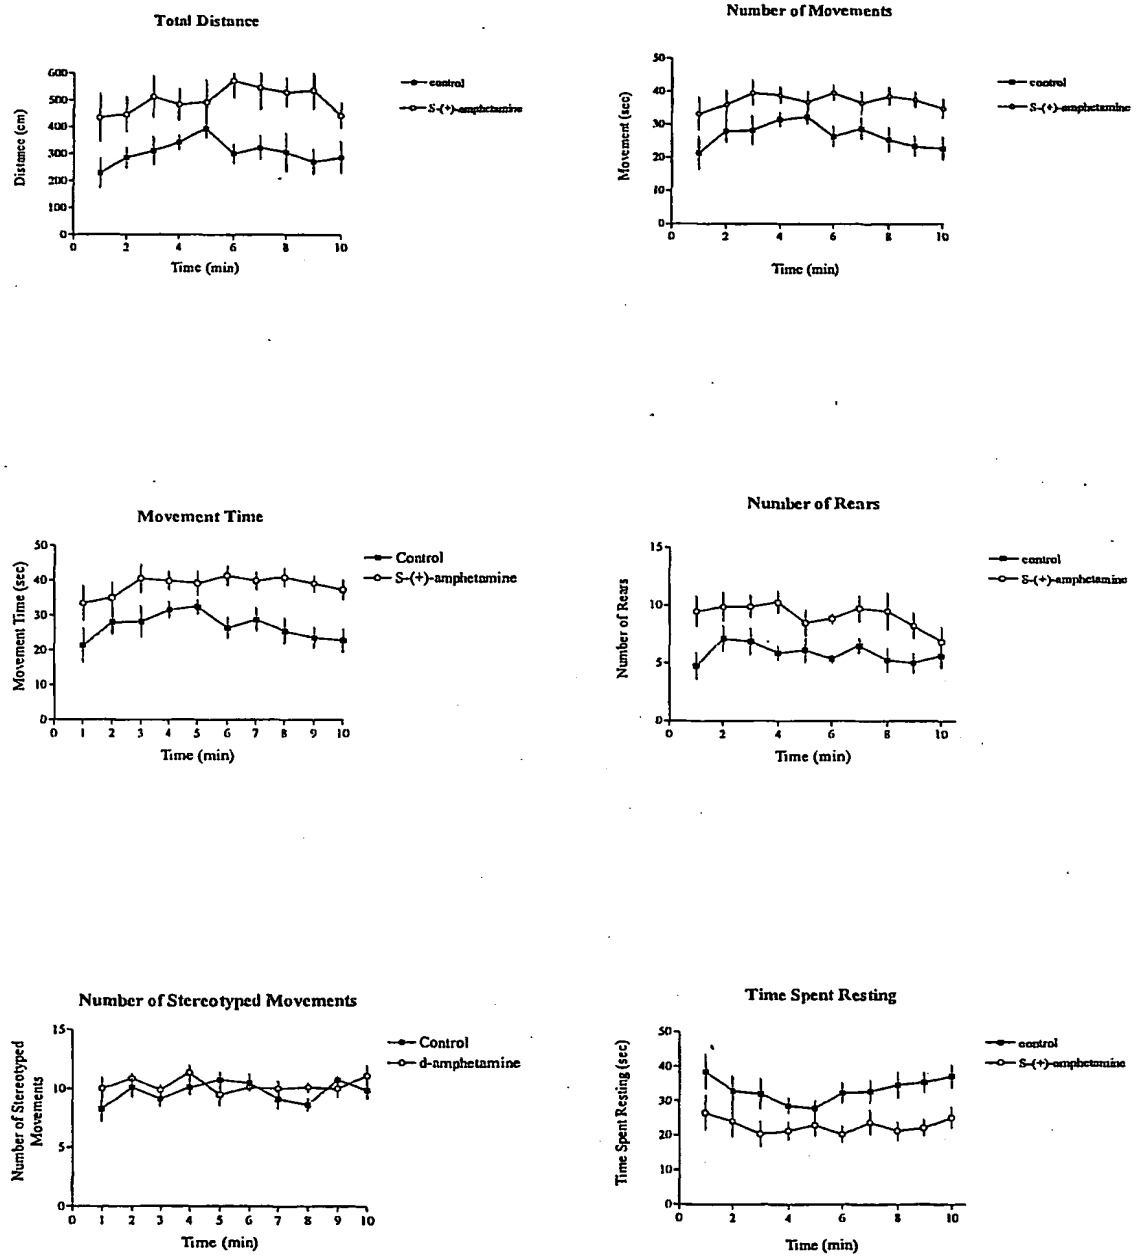 Total Distance
600
500
400
300
200
100
0
0 2 4 6 8 10
Distance (cm)
Time (min)
control
S-(+)-amphetamine
Number of Movements
50
40
30
20
10
0
0 2 4 6 8 10
Movement (sec)
Time (min)
control
S-(+)-amphetamine
Movement Time
50
40
30
20
10
0
0 1 2 3 4 5 6 7 8 9 10
Movement Time (sec)
Time (min)
Control
S-(+)-amphetamine
Number of Rears
15
10
5
0
0 2 4 6 8 10
Number of Rears
Time (min)
control
S-(+)-amphetamine
Number of Stereotyped Movements
15
10
5
0
0 1 2 3 4 5 6 7 8 9 10
Number of Stereotyped
Movements
Time (min)
Control
d-amphetamine
Time Spent Resting
50
40
30
20
10
0
0 2 4 6 8 10
Time Spent Resting (sec)
Time (min)
control
S-(+)-amphetamine